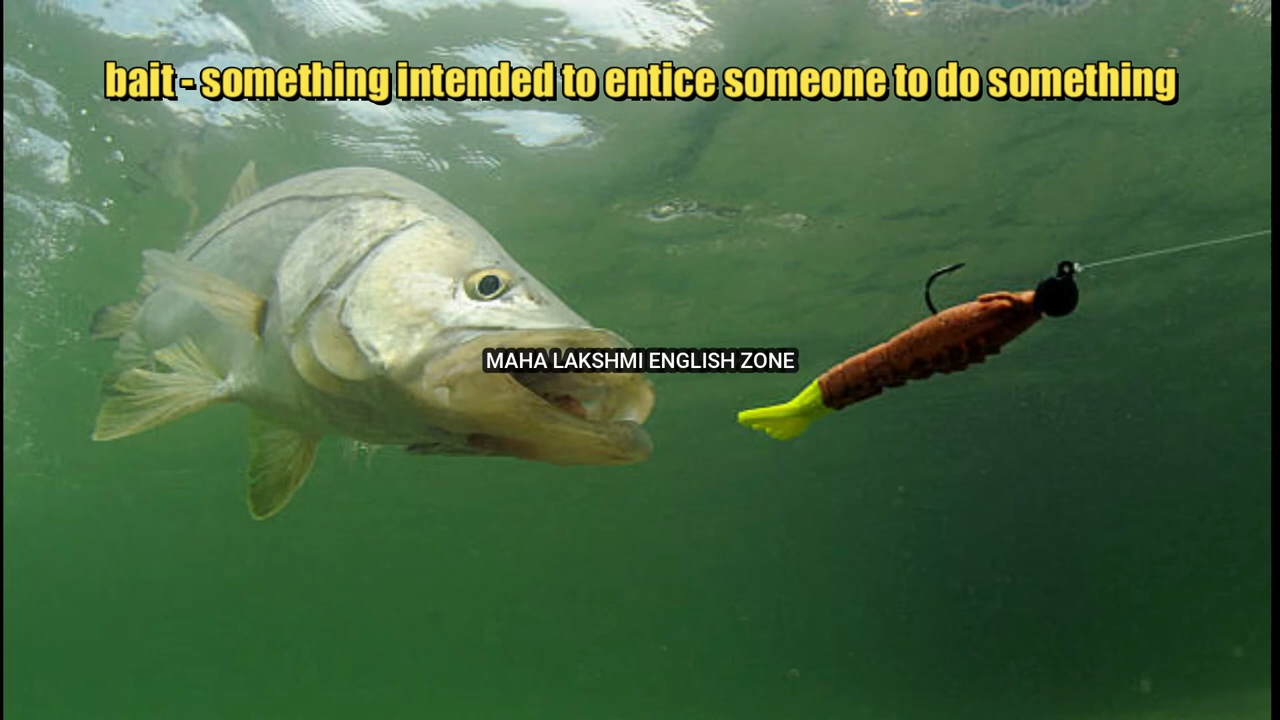 bait - something intended to entice someone to do something
MAHA LAKSHMI ENGLISH ZONE